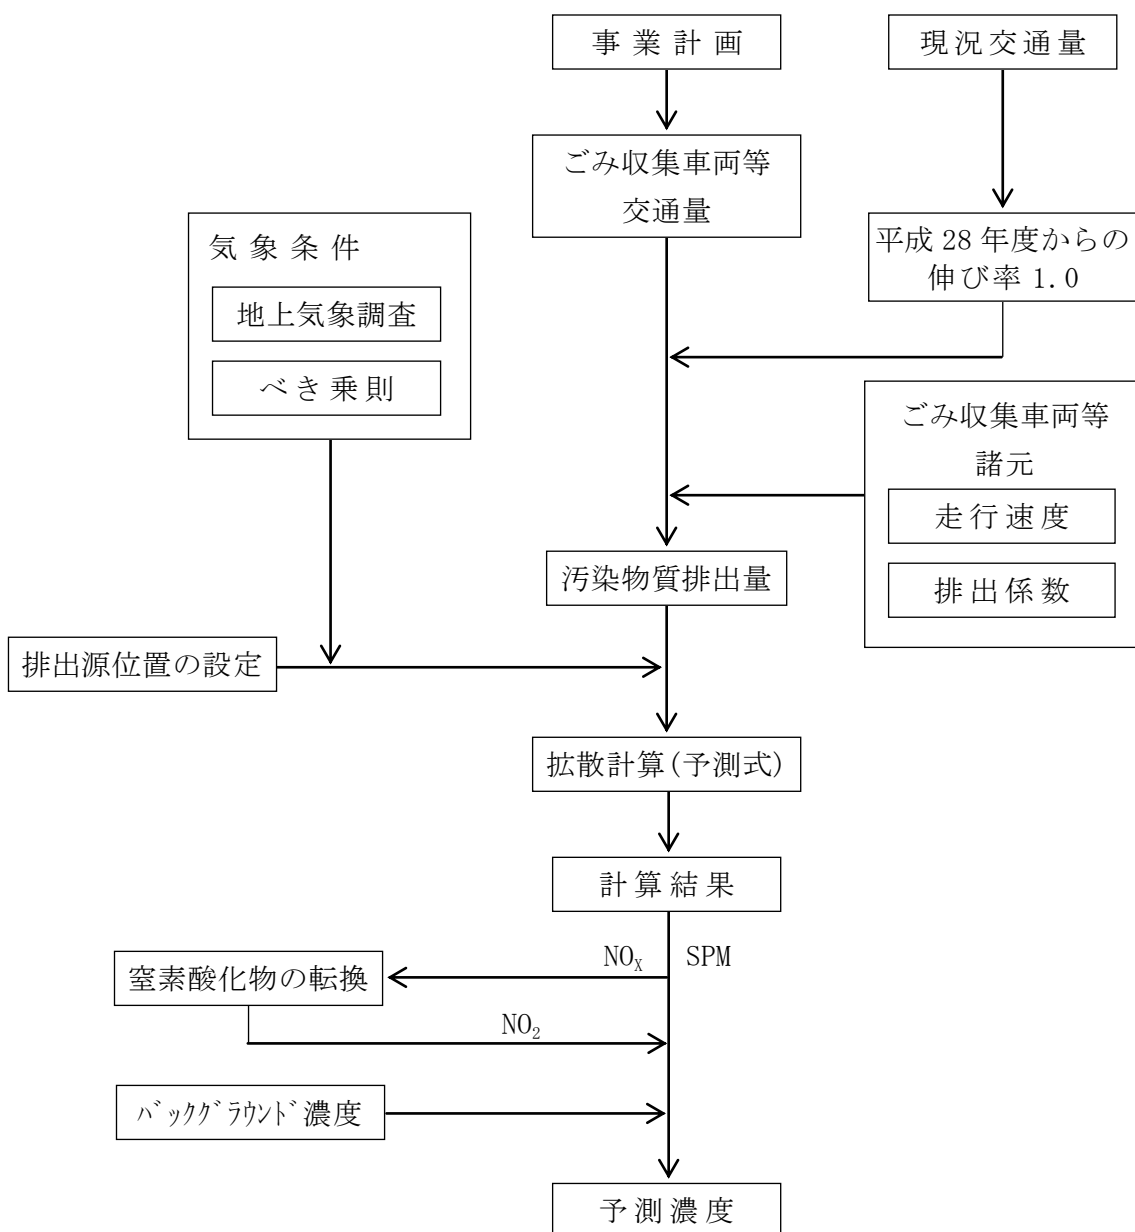 事業計画
現況交通量
ごみ収集車両等
交通量
平成 28 年度からの
伸び率 1.0
気象条件
地上気象調査
べき乗則
ごみ収集車両等
諸元
走行速度
排出係数
汚染物質排出量
排出源位置の設定
拡散計算(予測式)
計算結果
NOX SPM
窒素酸化物の転換
NO2
ﾊﾞｯｸｸﾞﾗｳﾝﾄﾞ濃度
予測濃度